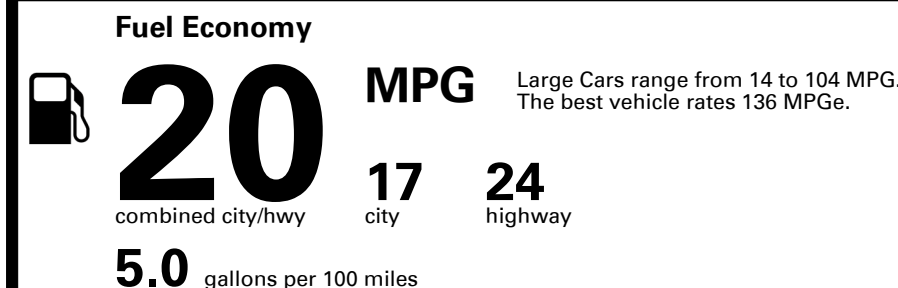 Fuel Economy
20 MPG
Large Cars range from 14 to 104 MPG.
The best vehicle rates 136 MPGe.
combined city/hwy
17 city
24 highway
5.0 gallons per 100 miles